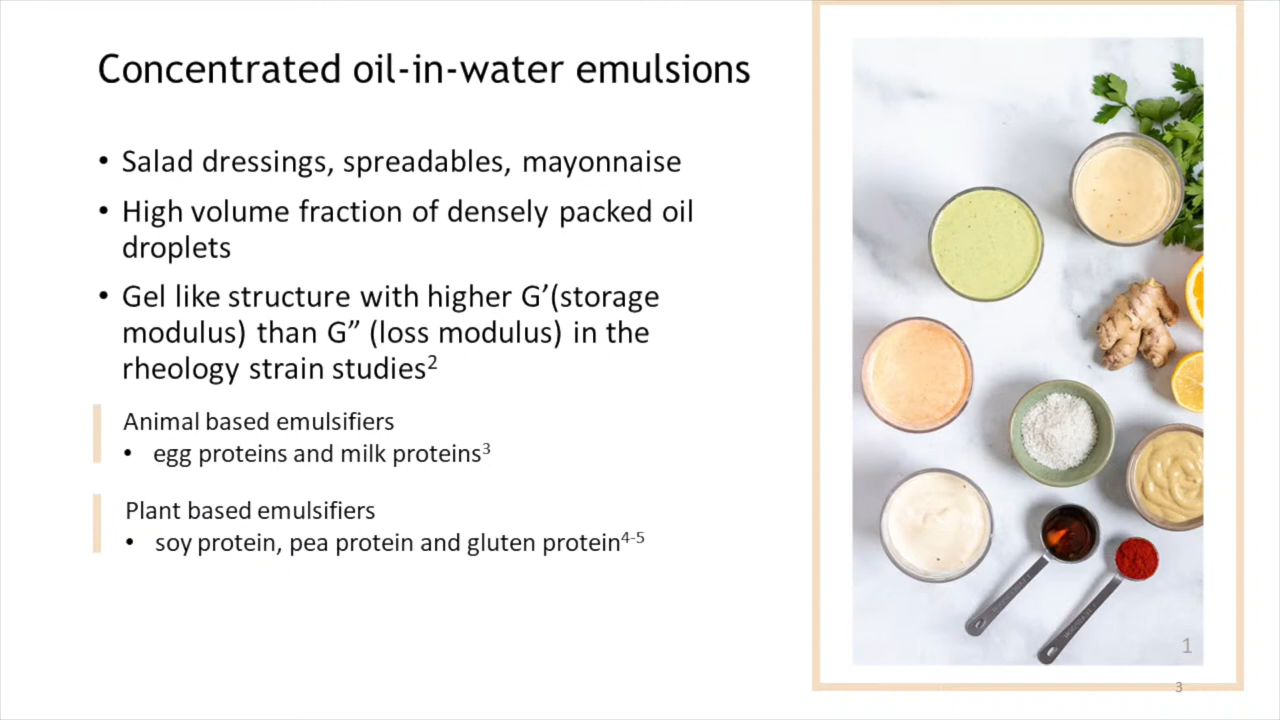 Concentrated oil-in-water emulsions
• Salad dressings, spreadables, mayonnaise
• High volume fraction of densely packed oil
droplets
• Gel like structure with higher G’(storage
modulus) than G” (loss modulus) in the
rheology strain studies²
Animal based emulsifiers
• egg proteins and milk proteins³
Plant based emulsifiers
• soy protein, pea protein and gluten protein⁴⁻⁵
1
3